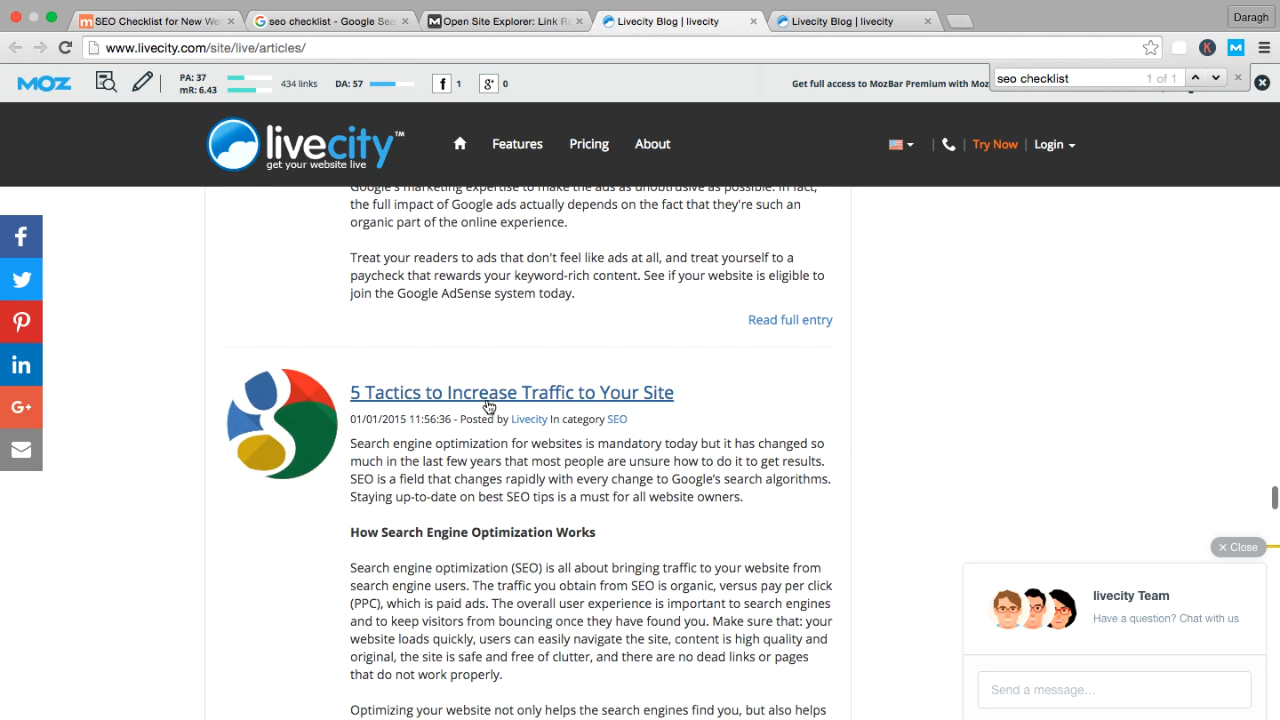 SEO Checklist for New We
seo checklist - Google Sea
Open Site Explorer: Link R
Livecity Blog | livecity
Livecity Blog | livecity
Daragh
www.livecity.com/site/live/articles/
MOZ
PA: 37
mR: 6.43
434 links
DA: 57
1
0
Get full access to MozBar Premium with Moz
seo checklist
1 of 1
livecity™
get your website live
Features
Pricing
About
Try Now
Login
Google's marketing expertise to make the ads as unobtrusive as possible. In fact,
the full impact of Google ads actually depends on the fact that they're such an
organic part of the online experience.
Treat your readers to ads that don't feel like ads at all, and treat yourself to a
paycheck that rewards your keyword-rich content. See if your website is eligible to
join the Google AdSense system today.
Read full entry
5 Tactics to Increase Traffic to Your Site
01/01/2015 11:56:36 - Posted by Livecity In category SEO
Search engine optimization for websites is mandatory today but it has changed so
much in the last few years that most people are unsure how to do it to get results.
SEO is a field that changes rapidly with every change to Google's search algorithms.
Staying up-to-date on best SEO tips is a must for all website owners.
How Search Engine Optimization Works
Search engine optimization (SEO) is all about bringing traffic to your website from
search engine users. The traffic you obtain from SEO is organic, versus pay per click
(PPC), which is paid ads. The overall user experience is important to search engines
and to keep visitors from bouncing once they have found you. Make sure that: your
website loads quickly, users can easily navigate the site, content is high quality and
original, the site is safe and free of clutter, and there are no dead links or pages
that do not work properly.
Optimizing your website not only helps the search engines find you, but also helps
Close
livecity Team
Have a question? Chat with us
Send a message...